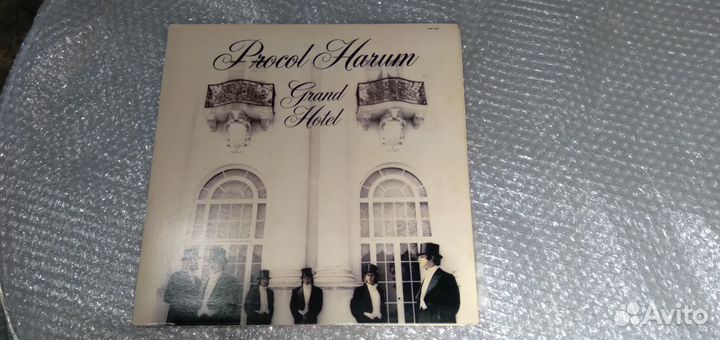 Procol Harum
Grand
Hotel
Avito